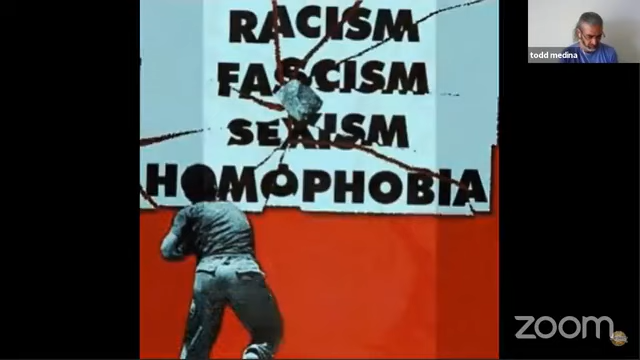 RACISM
FASCISM
SEXISM
HOMOPHOBIA
todd medina
zoom